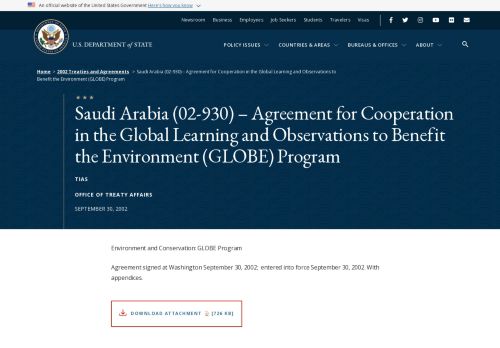 An official website of the United States Government Here's how you know
Newsroom Business Employees Job Seekers Students Travelers Visas
U.S. DEPARTMENT of STATE
POLICY ISSUES COUNTRIES & AREAS BUREAUS & OFFICES ABOUT
Home > 2002 Treaties and Agreements > Saudi Arabia (02-930) – Agreement for Cooperation in the Global Learning and Observations to
Benefit the Environment (GLOBE) Program
Saudi Arabia (02-930) – Agreement for Cooperation
in the Global Learning and Observations to Benefit
the Environment (GLOBE) Program
TIAS
OFFICE OF TREATY AFFAIRS
SEPTEMBER 30, 2002
Environment and Conservation: GLOBE Program
Agreement signed at Washington September 30, 2002; entered into force September 30, 2002. With
appendices.
DOWNLOAD ATTACHMENT [726 KB]